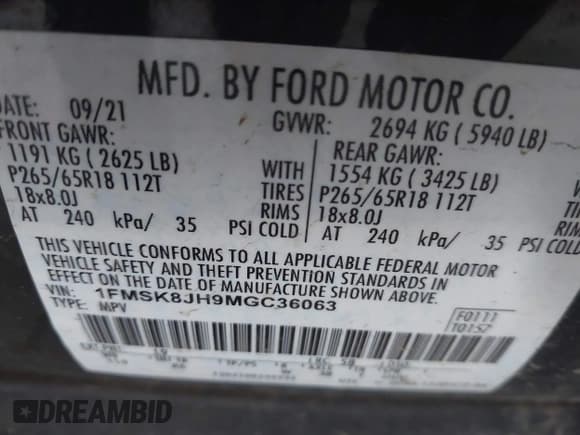 MFD. BY FORD MOTOR CO.
DATE: 09/21
GVWR: 2694 KG ( 5940 LB)
FRONT GAWR:
1191 KG ( 2625 LB)
P265/65R18 112T
18x8.0J
AT 240 kPa/ 35 PSI COLD
WITH
TIRES
RIMS
REAR GAWR:
1554 KG ( 3425 LB)
P265/65R18 112T
18x8.0J
AT 240 kPa/ 35 PSI COLD
TIRES
RIMS
THIS VEHICLE CONFORMS TO ALL APPLICABLE FEDERAL MOTOR
VEHICLE SAFETY AND THEFT PREVENTION STANDARDS IN
EFFECT ON THE DATE OF MANUFACTURE SHOWN ABOVE.
VIN: 1FMSK8JH9MGC36063
TYPE: MPV
F0111
T0152
DREAMBID